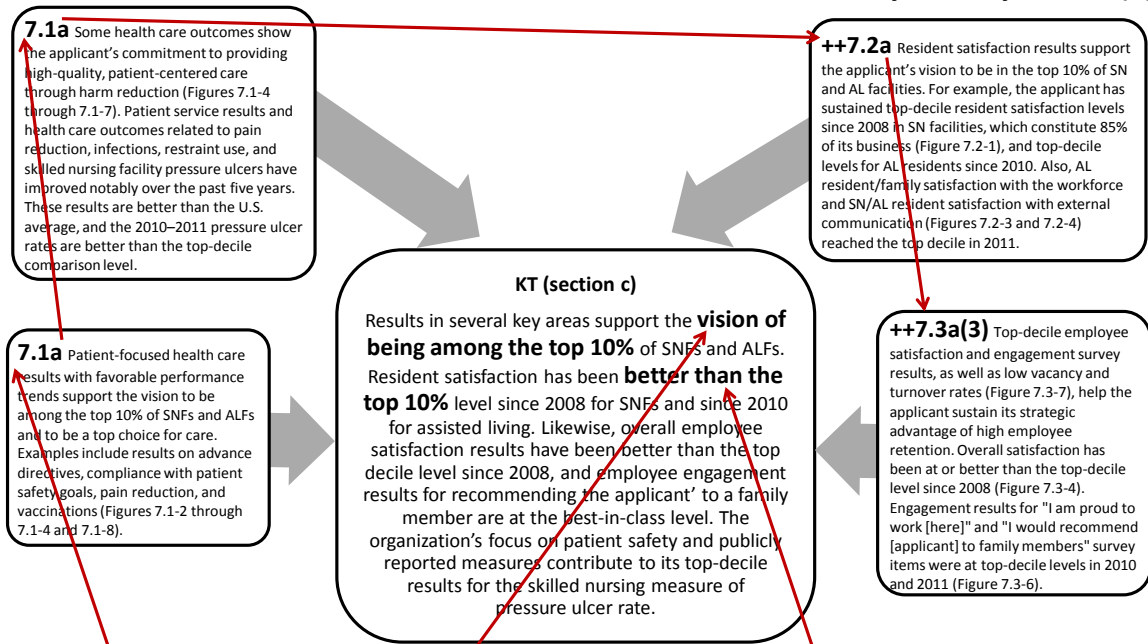 7.1a Some health care outcomes show
the applicant's commitment to providing
high-quality, patient-centered care
through harm reduction (Figures 7.1-4
through 7.1-7). Patient service results and
health care outcomes related to pain
reduction, infections, restraint use, and
skilled nursing facility pressure ulcers have
improved notably over the past five years.
These results are better than the U.S.
average, and the 2010–2011 pressure ulcer
rates are better than the top-decile
comparison level.
++7.2a Resident satisfaction results support
the applicant's vision to be in the top 10% of SN
and AL facilities. For example, the applicant has
sustained top-decile resident satisfaction levels
since 2008 in SN facilities, which constitute 85%
of its business (Figure 7.2-1), and top-decile
levels for AL residents since 2010. Also, AL
resident/family satisfaction with the workforce
and SN/AL resident satisfaction with external
communication (Figures 7.2-3 and 7.2-4)
reached the top decile in 2011.
7.1a Patient-focused health care
results with favorable performance
trends support the vision to be
among the top 10% of SNFs and ALFs
and to be a top choice for care.
Examples include results on advance
directives, compliance with patient
safety goals, pain reduction, and
vaccinations (Figures 7.1-2 through
7.1-4 and 7.1-8).
KT (section c)
Results in several key areas support the vision of
being among the top 10% of SNFs and ALFs.
Resident satisfaction has been better than the
top 10% level since 2008 for SNFs and since 2010
for assisted living. Likewise, overall employee
satisfaction results have been better than the top
decile level since 2008, and employee engagement
results for recommending the applicant' to a family
member are at the best-in-class level. The
organization's focus on patient safety and publicly
reported measures contribute to its top-decile
results for the skilled nursing measure of
pressure ulcer rate.
++7.3a(3) Top-decile employee
satisfaction and engagement survey
results, as well as low vacancy and
turnover rates (Figure 7.3-7), help the
applicant sustain its strategic
advantage of high employee
retention. Overall satisfaction has
been at or better than the top-decile
level since 2008 (Figure 7.3-4).
Engagement results for "I am proud to
work [here]" and "I would recommend
[applicant] to family members" survey
items were at top-decile levels in 2010
and 2011 (Figure 7.3-6).